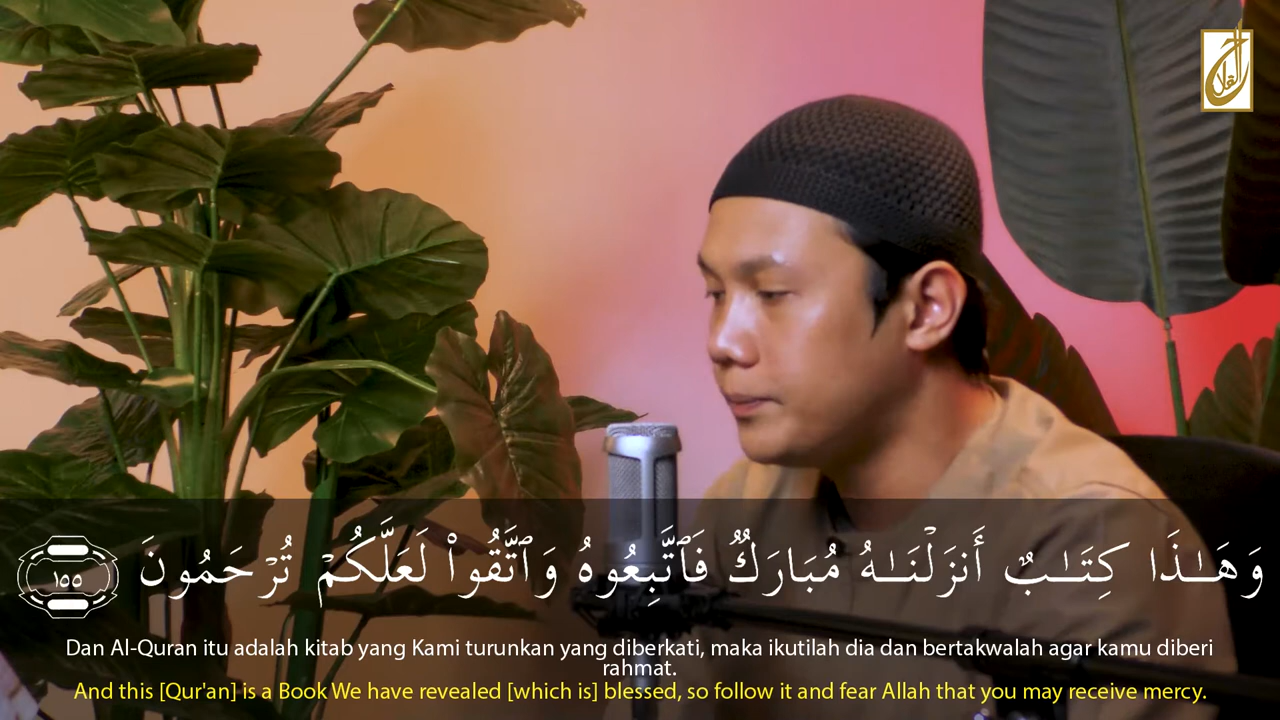 الفلاح
وَهَـٰذَا كِتَـٰبٌ أَنزَلْنَـٰهُ مُبَارَكٌ فَٱتَّبِعُوهُ وَٱتَّقُوا۟ لَعَلَّكُمْ تُرْحَمُونَ ١٥٥
Dan Al-Quran itu adalah kitab yang Kami turunkan yang diberkati, maka ikutilah dia dan bertakwalah agar kamu diberi
rahmat.
And this [Qur'an] is a Book We have revealed [which is] blessed, so follow it and fear Allah that you may receive mercy.